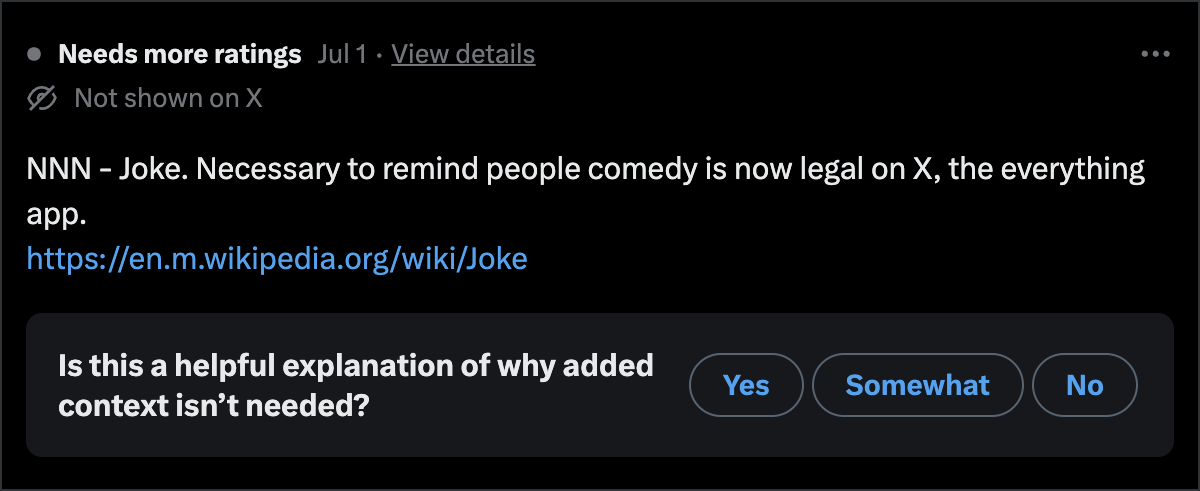 Needs more ratings Jul 1 · View details
Not shown on X
NNN - Joke. Necessary to remind people comedy is now legal on X, the everything
app.
https://en.m.wikipedia.org/wiki/Joke
Is this a helpful explanation of why added
context isn’t needed?
Yes Somewhat No